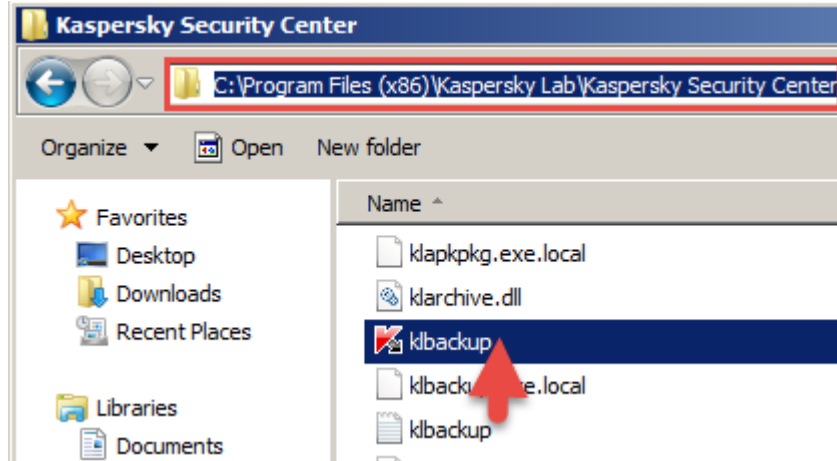 Kaspersky Security Center
C:\Program Files (x86)\Kaspersky Lab\Kaspersky Security Center
Organize Open New folder
Name
Favorites
Desktop
Downloads
Recent Places
Libraries
Documents
klapkpkg.exe.local
klarchive.dll
klbackup
klbackup